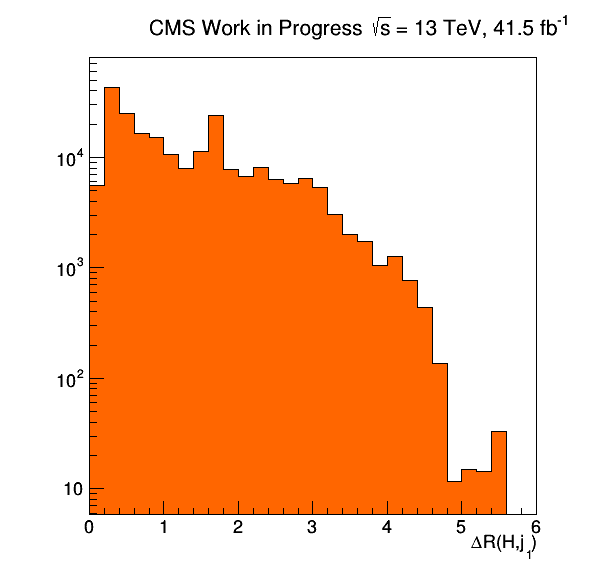 CMS Work in Progress √s = 13 TeV, 41.5 fb⁻¹
10⁴
10³
10²
10
0 1 2 3 4 5 6
ΔR(H,j₁)